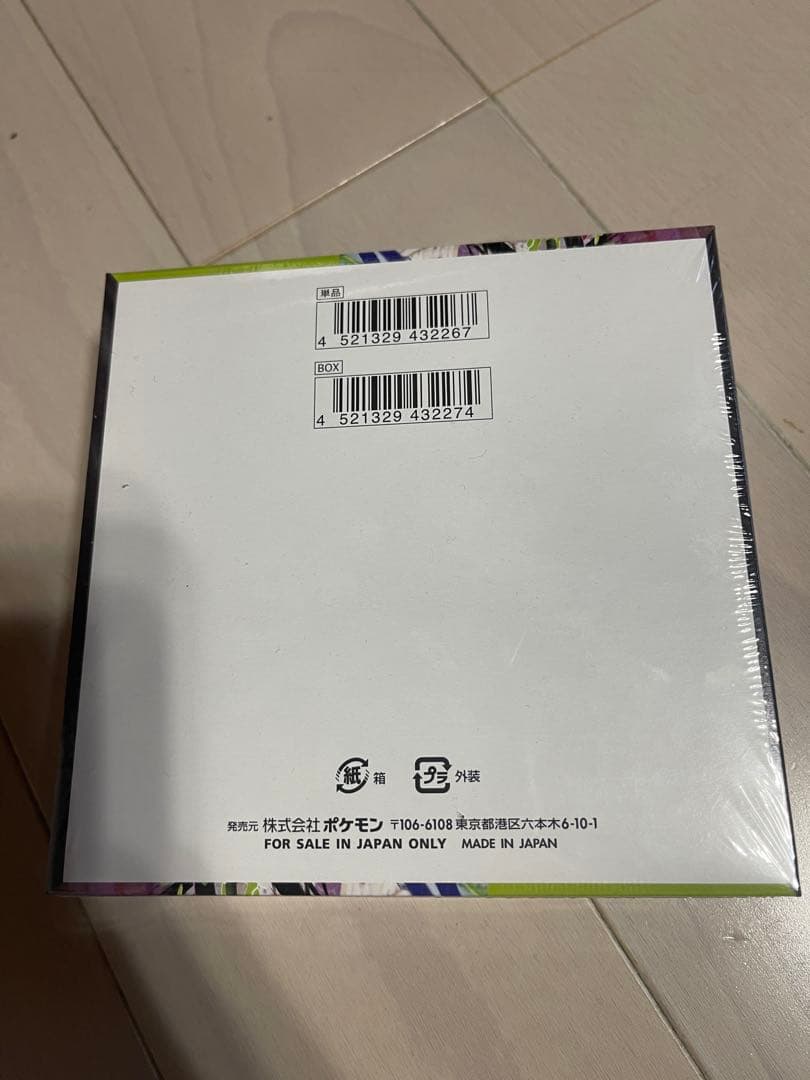 単品
4 521329 432267
BOX
4 521329 432274
紙 箱 プラ 外装
発売元 株式会社ポケモン 〒106-6108 東京都港区六本木6-10-1
FOR SALE IN JAPAN ONLY MADE IN JAPAN